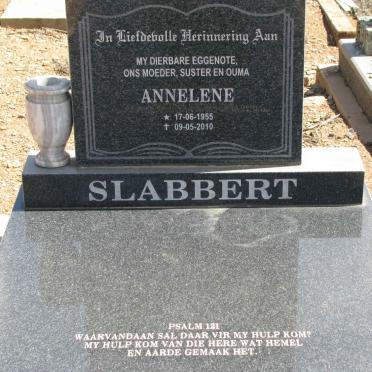 In Liefdevolle Herinnering Aan
MY DIERBARE EGGENOTE,
ONS MOEDER, SUSTER EN OUMA
ANNELENE
★ 17-06-1955
✝ 09-05-2010
SLABBERT
PSALM 121
WAARVANDAAN SAL DAAR VIR MY HULP KOM?
MY HULP KOM VAN DIE HERE WAT HEMEL
EN AARDE GEMAAK HET.